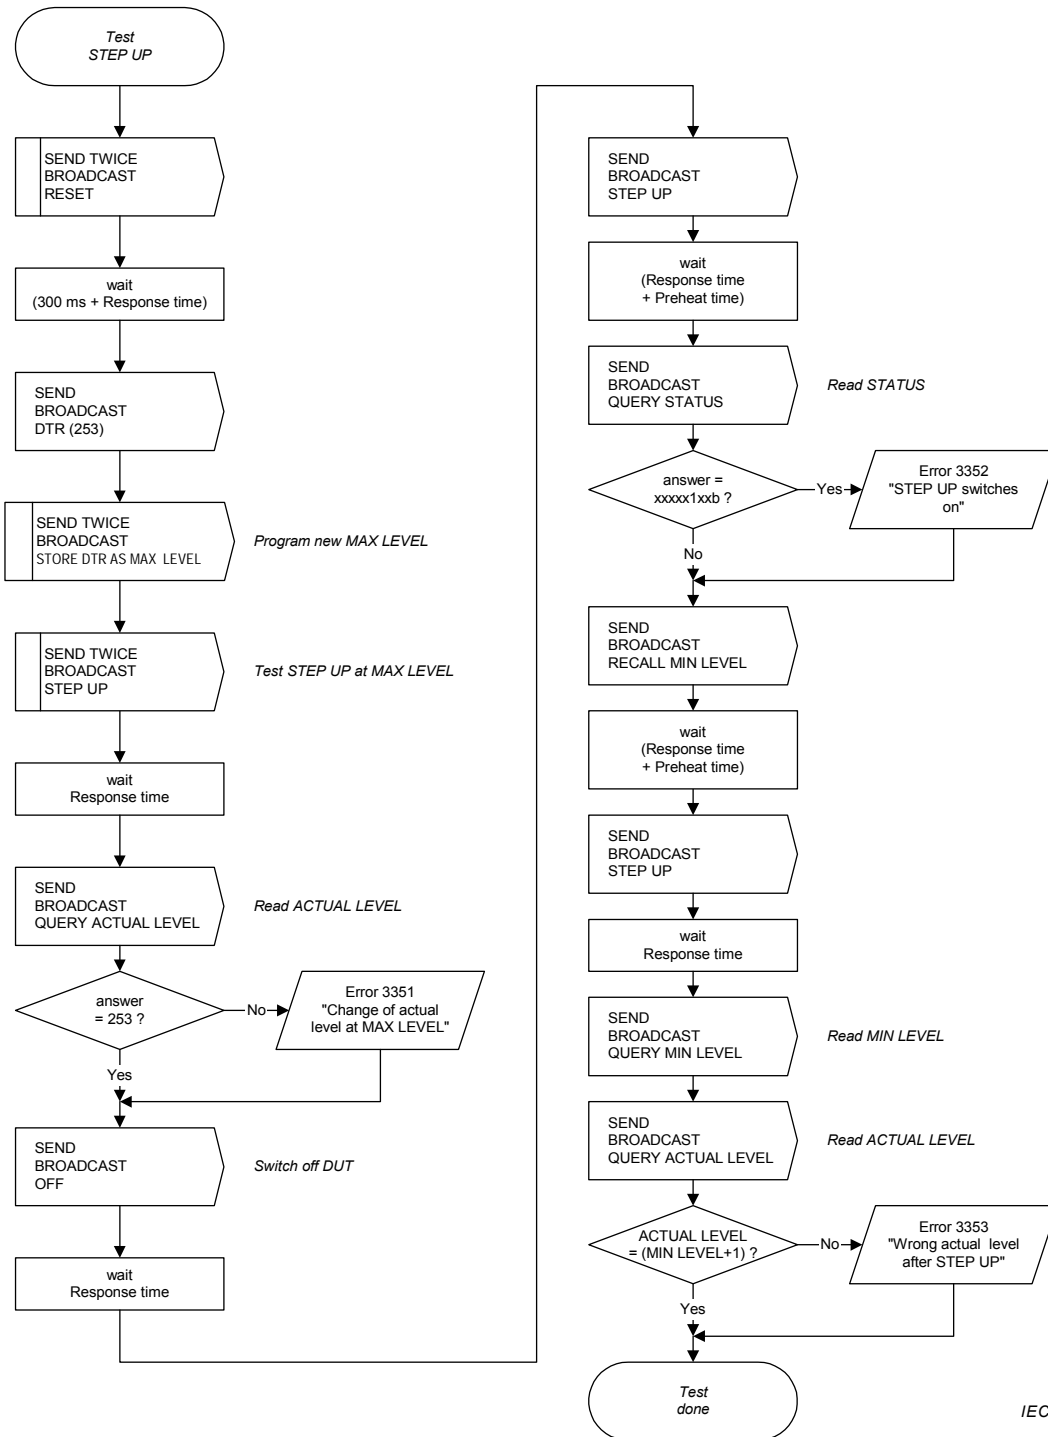 Test
STEP UP
SEND TWICE
BROADCAST
RESET
wait
(300 ms + Response time)
SEND
BROADCAST
DTR (253)
SEND TWICE
BROADCAST
STORE DTR AS MAX LEVEL
Program new MAX LEVEL
SEND TWICE
BROADCAST
STEP UP
Test STEP UP at MAX LEVEL
wait
Response time
SEND
BROADCAST
QUERY ACTUAL LEVEL
Read ACTUAL LEVEL
answer
= 253 ?
No
Error 3351
"Change of actual
level at MAX LEVEL"
Yes
SEND
BROADCAST
OFF
Switch off DUT
wait
Response time
SEND
BROADCAST
STEP UP
wait
(Response time
+ Preheat time)
SEND
BROADCAST
QUERY STATUS
Read STATUS
answer =
xxxxx1xxb ?
Yes
Error 3352
"STEP UP switches
on"
No
SEND
BROADCAST
RECALL MIN LEVEL
wait
(Response time
+ Preheat time)
SEND
BROADCAST
STEP UP
wait
Response time
SEND
BROADCAST
QUERY MIN LEVEL
Read MIN LEVEL
SEND
BROADCAST
QUERY ACTUAL LEVEL
Read ACTUAL LEVEL
ACTUAL LEVEL
= (MIN LEVEL+1) ?
No
Error 3353
"Wrong actual level
after STEP UP"
Yes
Test
done
IEC